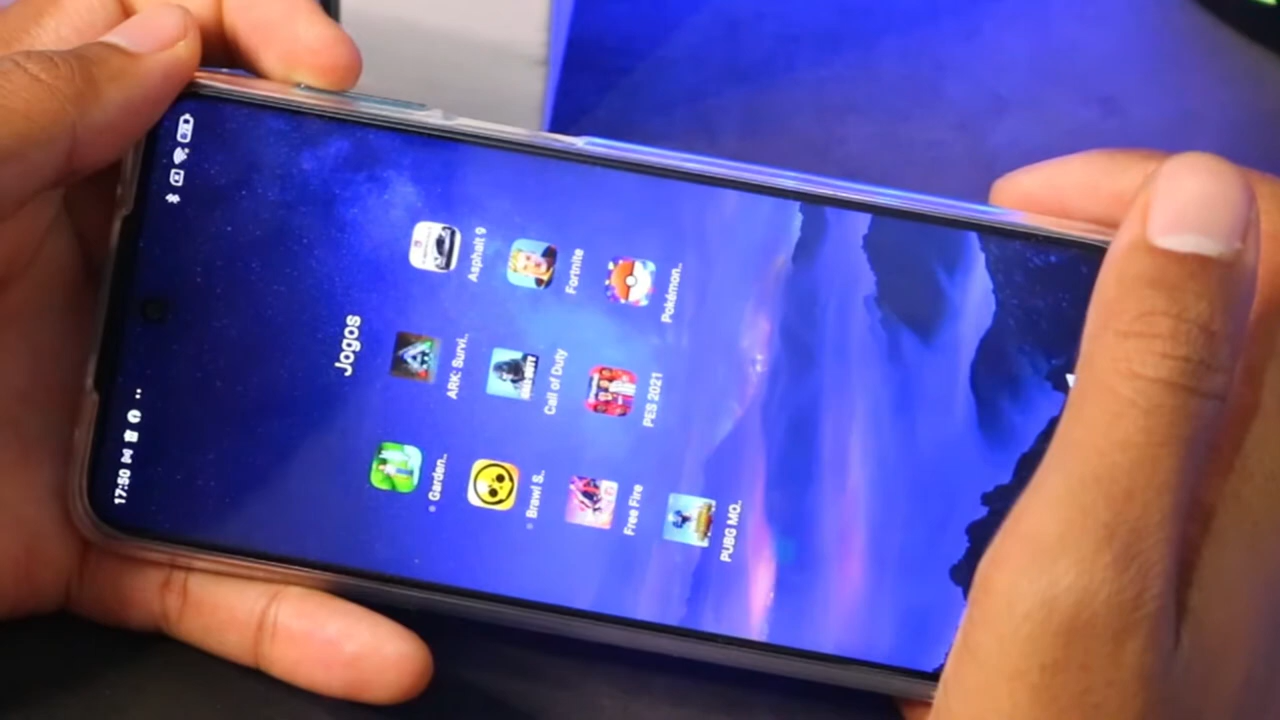 17:50
Jogos
Garden..
ARK: Survi..
Asphalt 9
Brawl S..
Call of Duty
Fortnite
Free Fire
PES 2021
Pokémon..
PUBG MO..